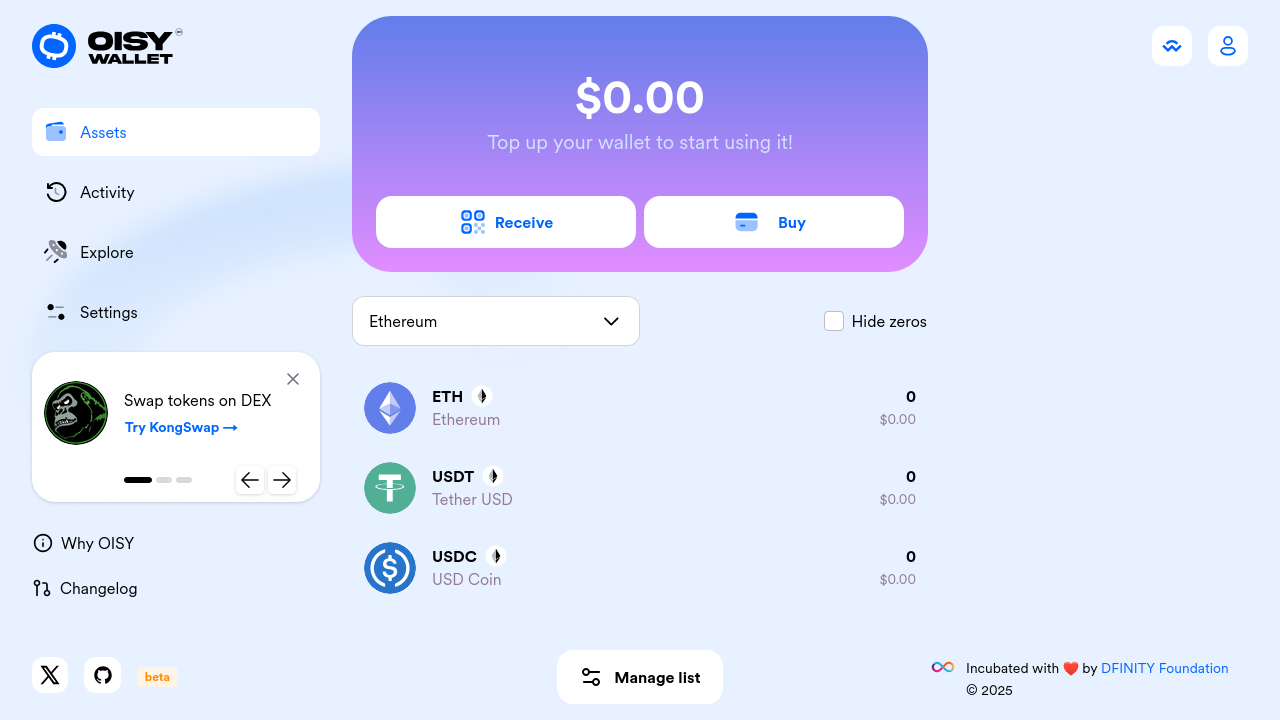 OISY
WALLET
Assets
Activity
Explore
Settings
Swap tokens on DEX
Try KongSwap →
Why OISY
Changelog
beta
$0.00
Top up your wallet to start using it!
Receive
Buy
Ethereum
Hide zeros
ETH
Ethereum
0
$0.00
USDT
Tether USD
0
$0.00
USDC
USD Coin
0
$0.00
Manage list
Incubated with ❤️ by DFINITY Foundation
© 2025